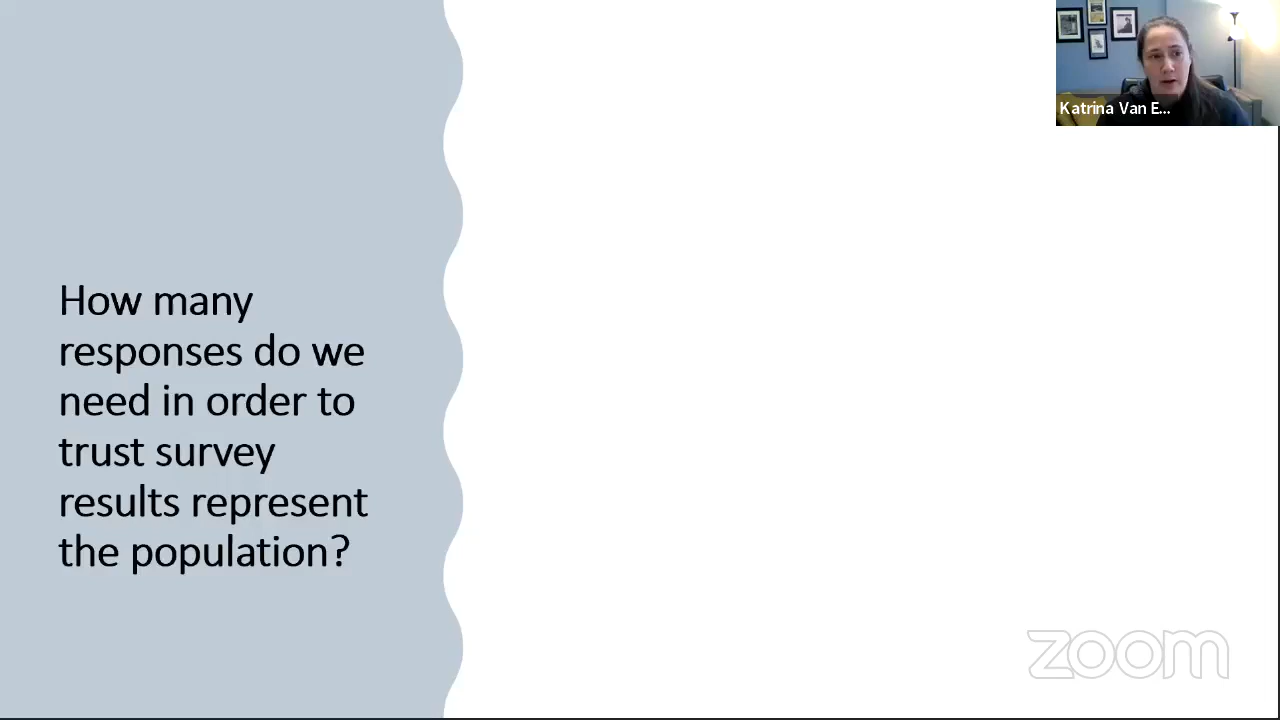 Katrina Van E...
How many
responses do we
need in order to
trust survey
results represent
the population?
zoom